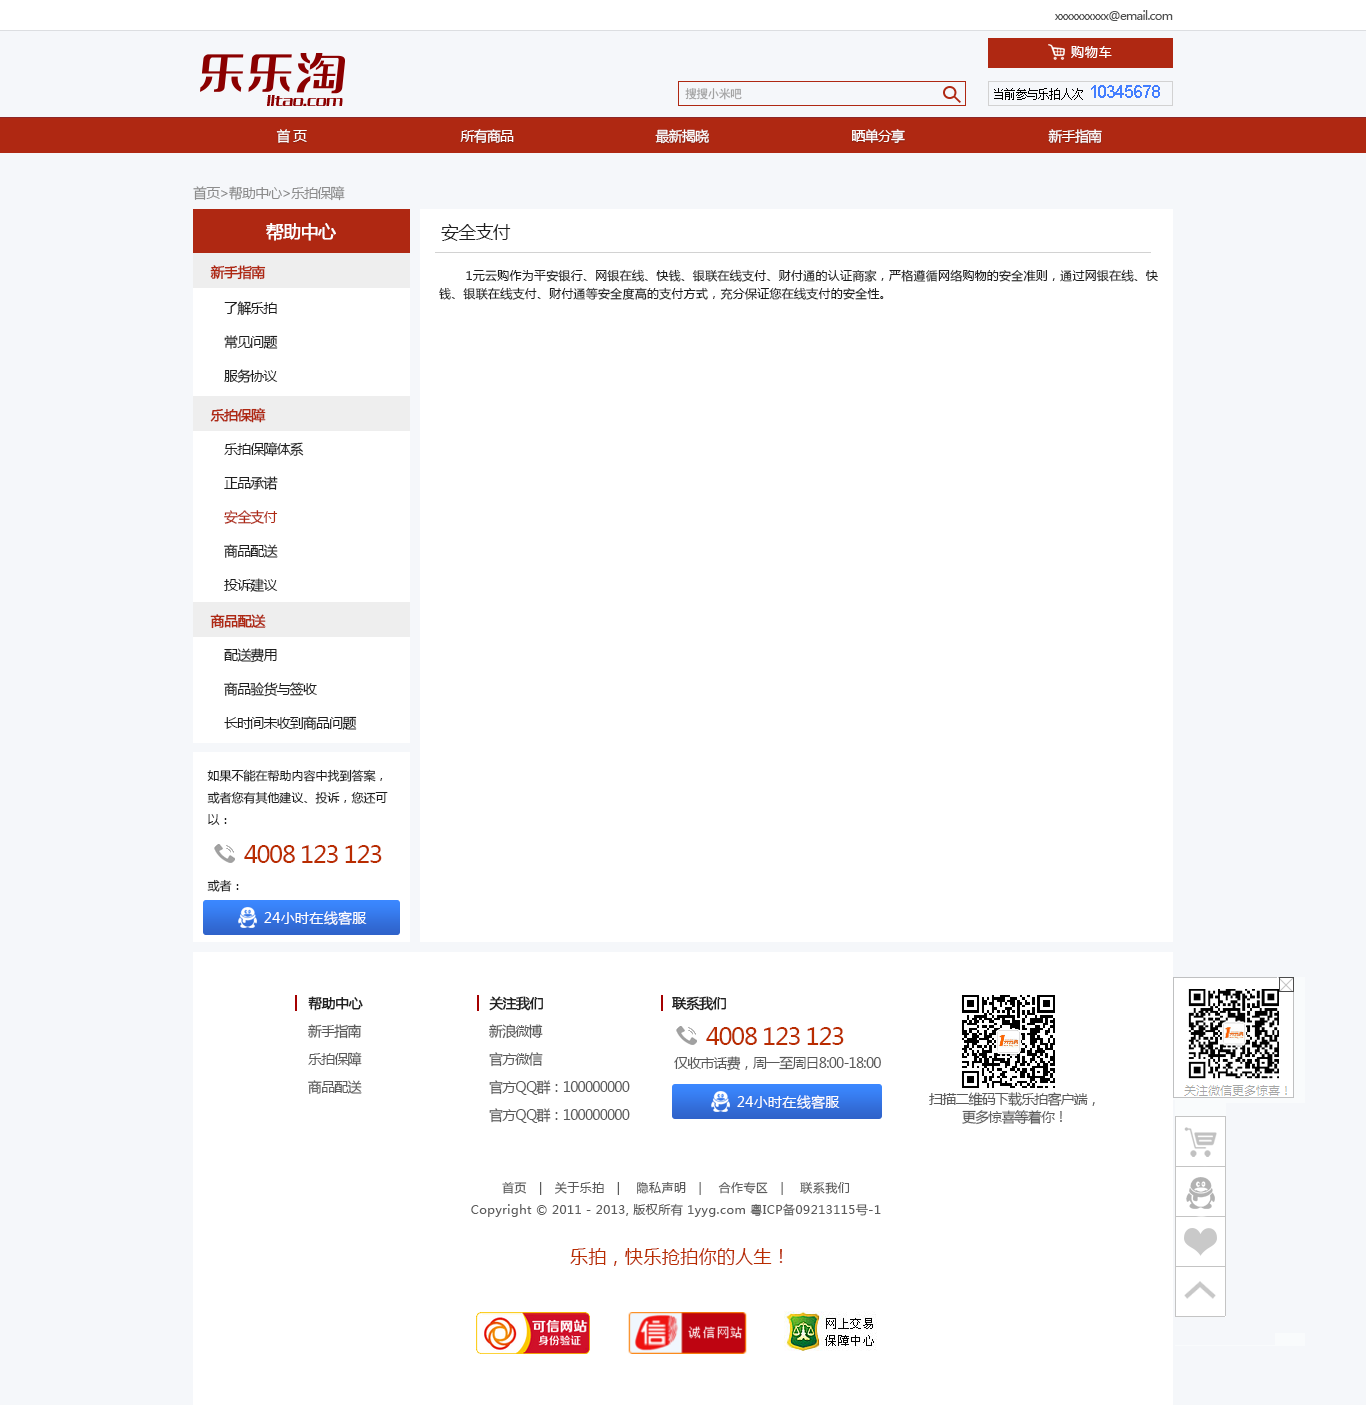 xxxxxxxxxx@email.com
购物车
乐乐淘
lltao.com
搜搜小米吧
当前参与乐拍人次 10345678
首 页 所有商品 最新揭晓 晒单分享 新手指南
首页>帮助中心>乐拍保障
帮助中心
新手指南
了解乐拍
常见问题
服务协议
乐拍保障
乐拍保障体系
正品承诺
安全支付
商品配送
投诉建议
商品配送
配送费用
商品验货与签收
长时间未收到商品问题
如果不能在帮助内容中找到答案，
或者您有其他建议、投诉，您还可
以：
4008 123 123
或者：
24小时在线客服
安全支付
1元云购作为平安银行、网银在线、快钱、银联在线支付、财付通的认证商家，严格遵循网络购物的安全准则，通过网银在线、快
钱、银联在线支付、财付通等安全度高的支付方式，充分保证您在线支付的安全性。
帮助中心
新手指南
乐拍保障
商品配送
关注我们
新浪微博
官方微信
官方QQ群：100000000
官方QQ群：100000000
联系我们
4008 123 123
仅收市话费，周一至周日8:00-18:00
24小时在线客服
扫描二维码下载乐拍客户端，
更多惊喜等着你！
关注微信更多惊喜！
首页 | 关于乐拍 | 隐私声明 | 合作专区 | 联系我们
Copyright © 2011 - 2013, 版权所有 1yyg.com 粤ICP备09213115号-1
乐拍，快乐抢拍你的人生！
可信网站
身份验证
信
诚信网站
网上交易
保障中心